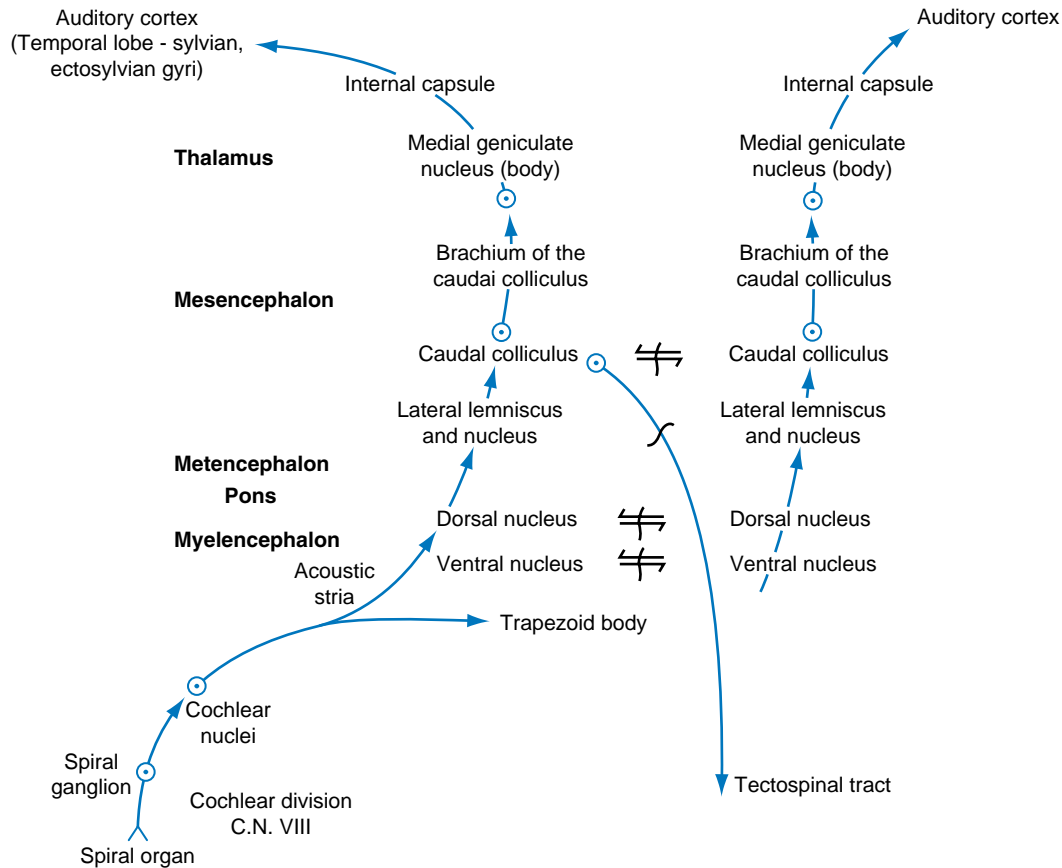 Auditory cortex
(Temporal lobe - sylvian,
ectosylvian gyri)
Auditory cortex
Internal capsule
Internal capsule
Thalamus
Medial geniculate
nucleus (body)
Medial geniculate
nucleus (body)
Brachium of the
caudai colliculus
Brachium of the
caudal colliculus
Mesencephalon
Caudal colliculus
Caudal colliculus
Lateral lemniscus
and nucleus
Lateral lemniscus
and nucleus
Metencephalon
Pons
Dorsal nucleus
Dorsal nucleus
Myelencephalon
Ventral nucleus
Ventral nucleus
Acoustic
stria
Trapezoid body
Cochlear
nuclei
Spiral
ganglion
Tectospinal tract
Cochlear division
C.N. VIII
Spiral organ